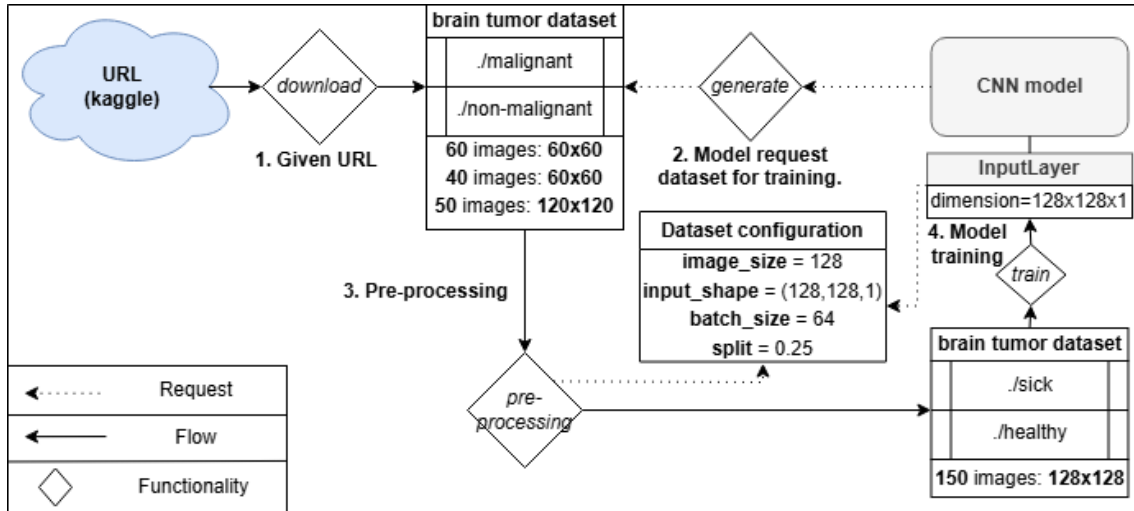 URL
(kaggle)
download
1. Given URL
brain tumor dataset
./malignant
./non-malignant
60 images: 60x60
40 images: 60x60
50 images: 120x120
generate
2. Model request
dataset for training.
CNN model
InputLayer
dimension=128x128x1
3. Pre-processing
Dataset configuration
image_size = 128
input_shape = (128,128,1)
batch_size = 64
split = 0.25
4. Model
training
train
pre-
processing
brain tumor dataset
./sick
./healthy
150 images: 128x128
Request
Flow
Functionality